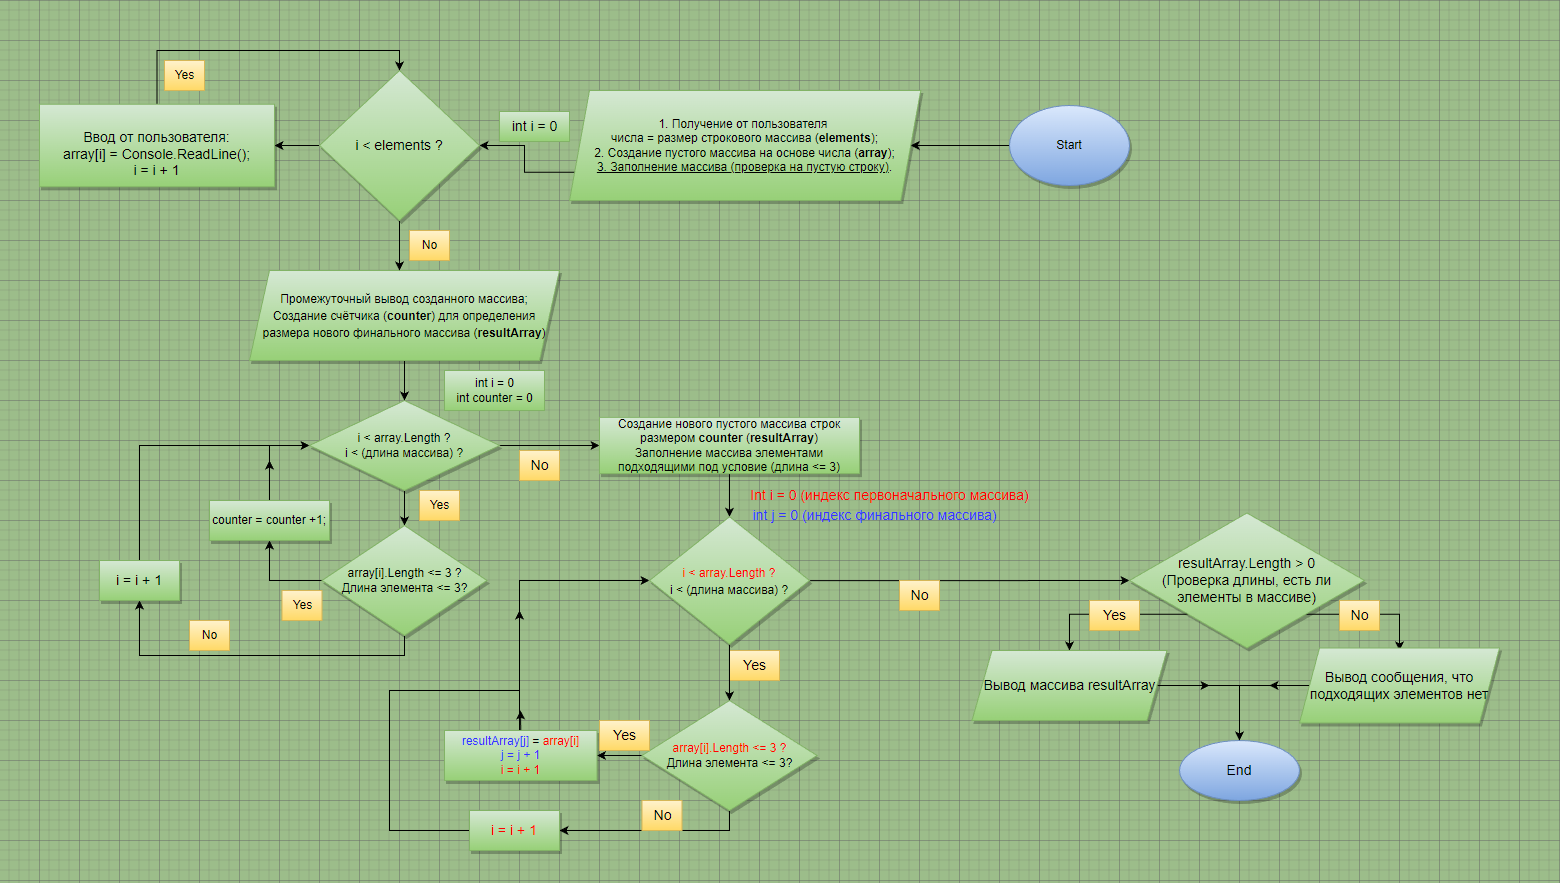 Start
1. Получение от пользователя
числа = размер строкового массива (elements);
2. Создание пустого массива на основе числа (array);
3. Заполнение массива (проверка на пустую строку).
int i = 0
i < elements ?
Yes
Ввод от пользователя:
array[i] = Console.ReadLine();
i = i + 1
No
Промежуточный вывод созданного массива;
Создание счётчика (counter) для определения
размера нового финального массива (resultArray)
int i = 0
int counter = 0
i < array.Length ?
i < (длина массива) ?
Yes
array[i].Length <= 3 ?
Длина элемента <= 3?
Yes
counter = counter +1;
No
i = i + 1
No
Создание нового пустого массива строк
размером counter (resultArray)
Заполнение массива элементами
подходящими под условие (длина <= 3)
Int i = 0 (индекс первоначального массива)
int j = 0 (индекс финального массива)
i < array.Length ?
i < (длина массива) ?
Yes
array[i].Length <= 3 ?
Длина элемента <= 3?
Yes
resultArray[j] = array[i]
j = j + 1
i = i + 1
No
i = i + 1
No
resultArray.Length > 0
(Проверка длины, есть ли
элементы в массиве)
Yes
Вывод массива resultArray
No
Вывод сообщения, что
подходящих элементов нет
End